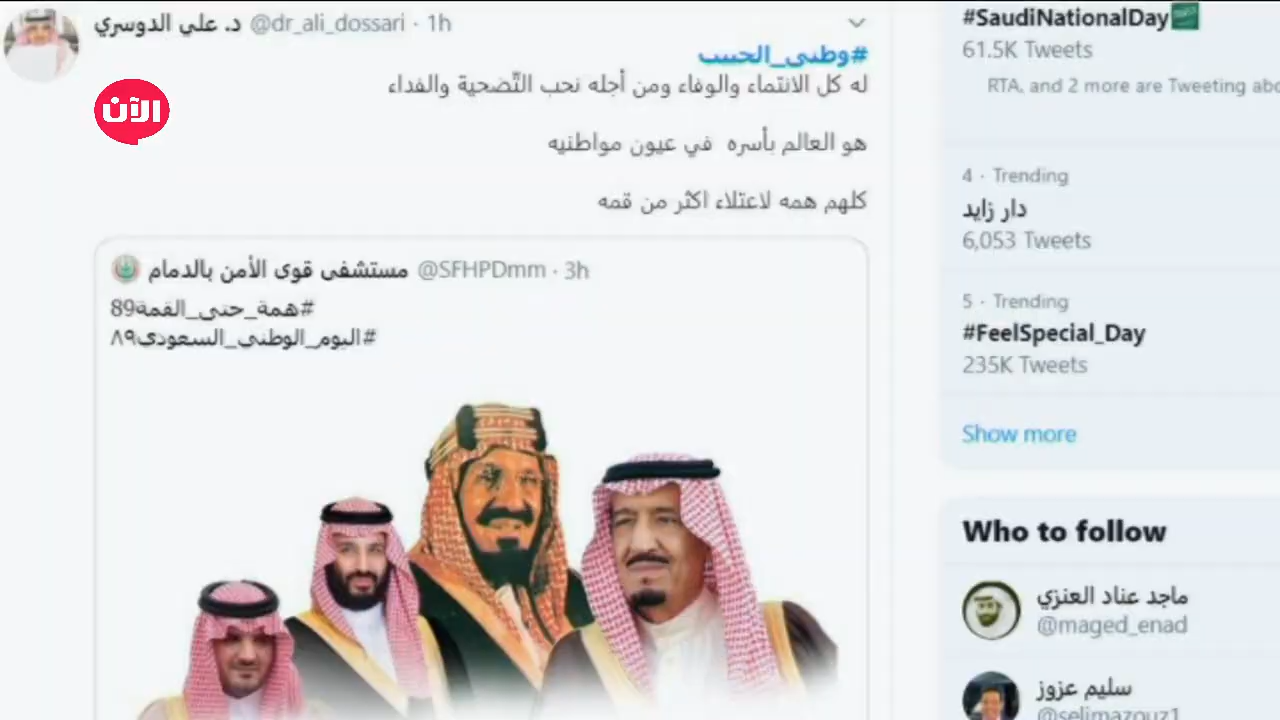 د. علي الدوسري @dr_ali_dossari · 1h
#وطني_الحبيب
له كل الانتماء والوفاء ومن أجله نحب التّضحية والفداء
هو العالم بأسره في عيون مواطنيه
كلهم همه لاعتلاء اكثر من قمه
الآن
مستشفى قوى الأمن بالدمام @SFHPDmm · 3h
#همة_حتى_القمة89
#اليوم_الوطني_السعودي٨٩
#SaudiNationalDay
61.5K Tweets
RTA, and 2 more are Tweeting
4 · Trending
دار زايد
6,053 Tweets
5 · Trending
#FeelSpecial_Day
235K Tweets
Show more
Who to follow
ماجد عناد العنزي
@maged_enad
سليم عزوز
@selimazouz1